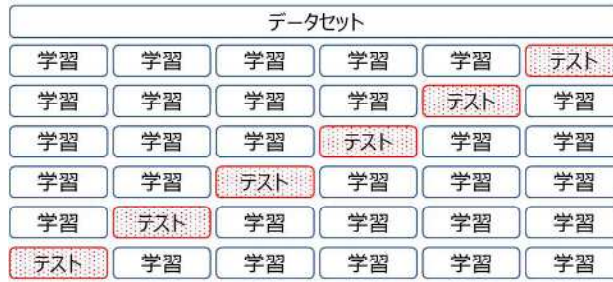 データセット
学習 学習 学習 学習 学習 テスト
学習 学習 学習 学習 テスト 学習
学習 学習 学習 テスト 学習 学習
学習 学習 テスト 学習 学習 学習
学習 テスト 学習 学習 学習 学習
テスト 学習 学習 学習 学習 学習